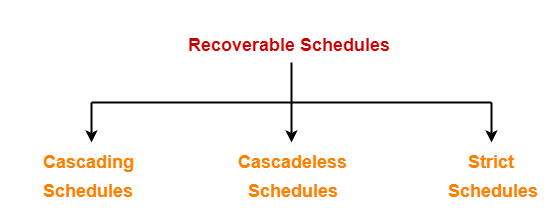 Recoverable Schedules
Cascading
Schedules
Cascadeless
Schedules
Strict
Schedules